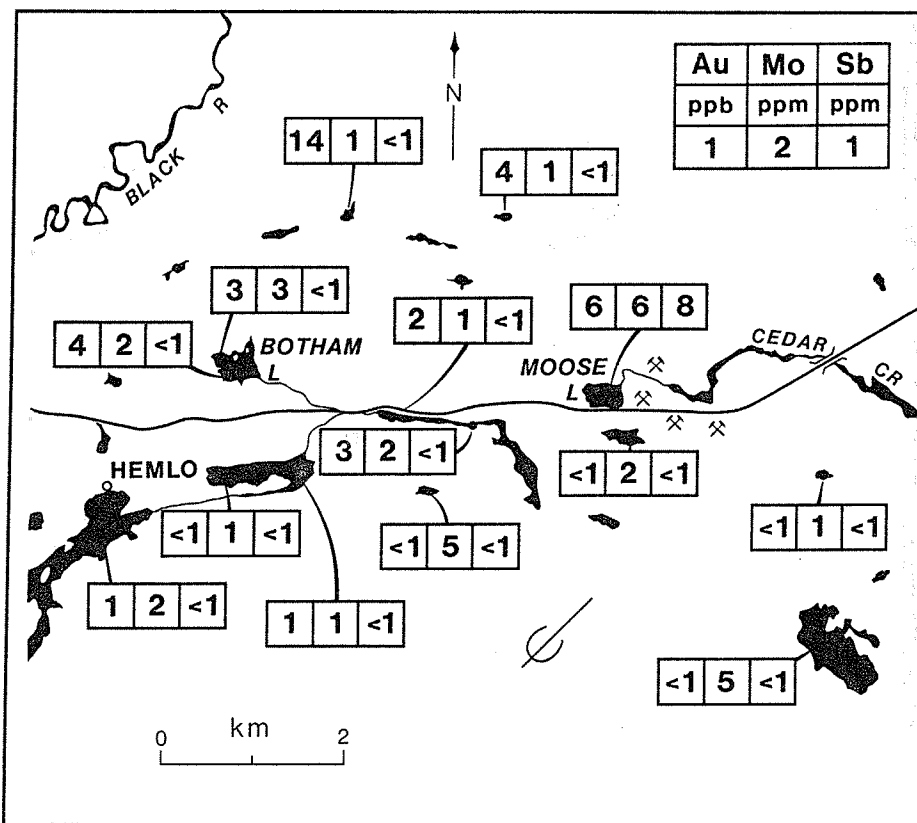 Au Mo Sb
ppb ppm ppm
1 2 1
N
BLACK R
14 1 <1
4 1 <1
3 3 <1
2 1 <1
6 6 8
4 2 <1
BOTHAM
L
MOOSE
L
CEDAR
CR
3 2 <1
<1 2 <1
HEMLO
<1 1 <1
<1 5 <1
<1 1 <1
1 2 <1
1 1 <1
<1 5 <1
km
0 2